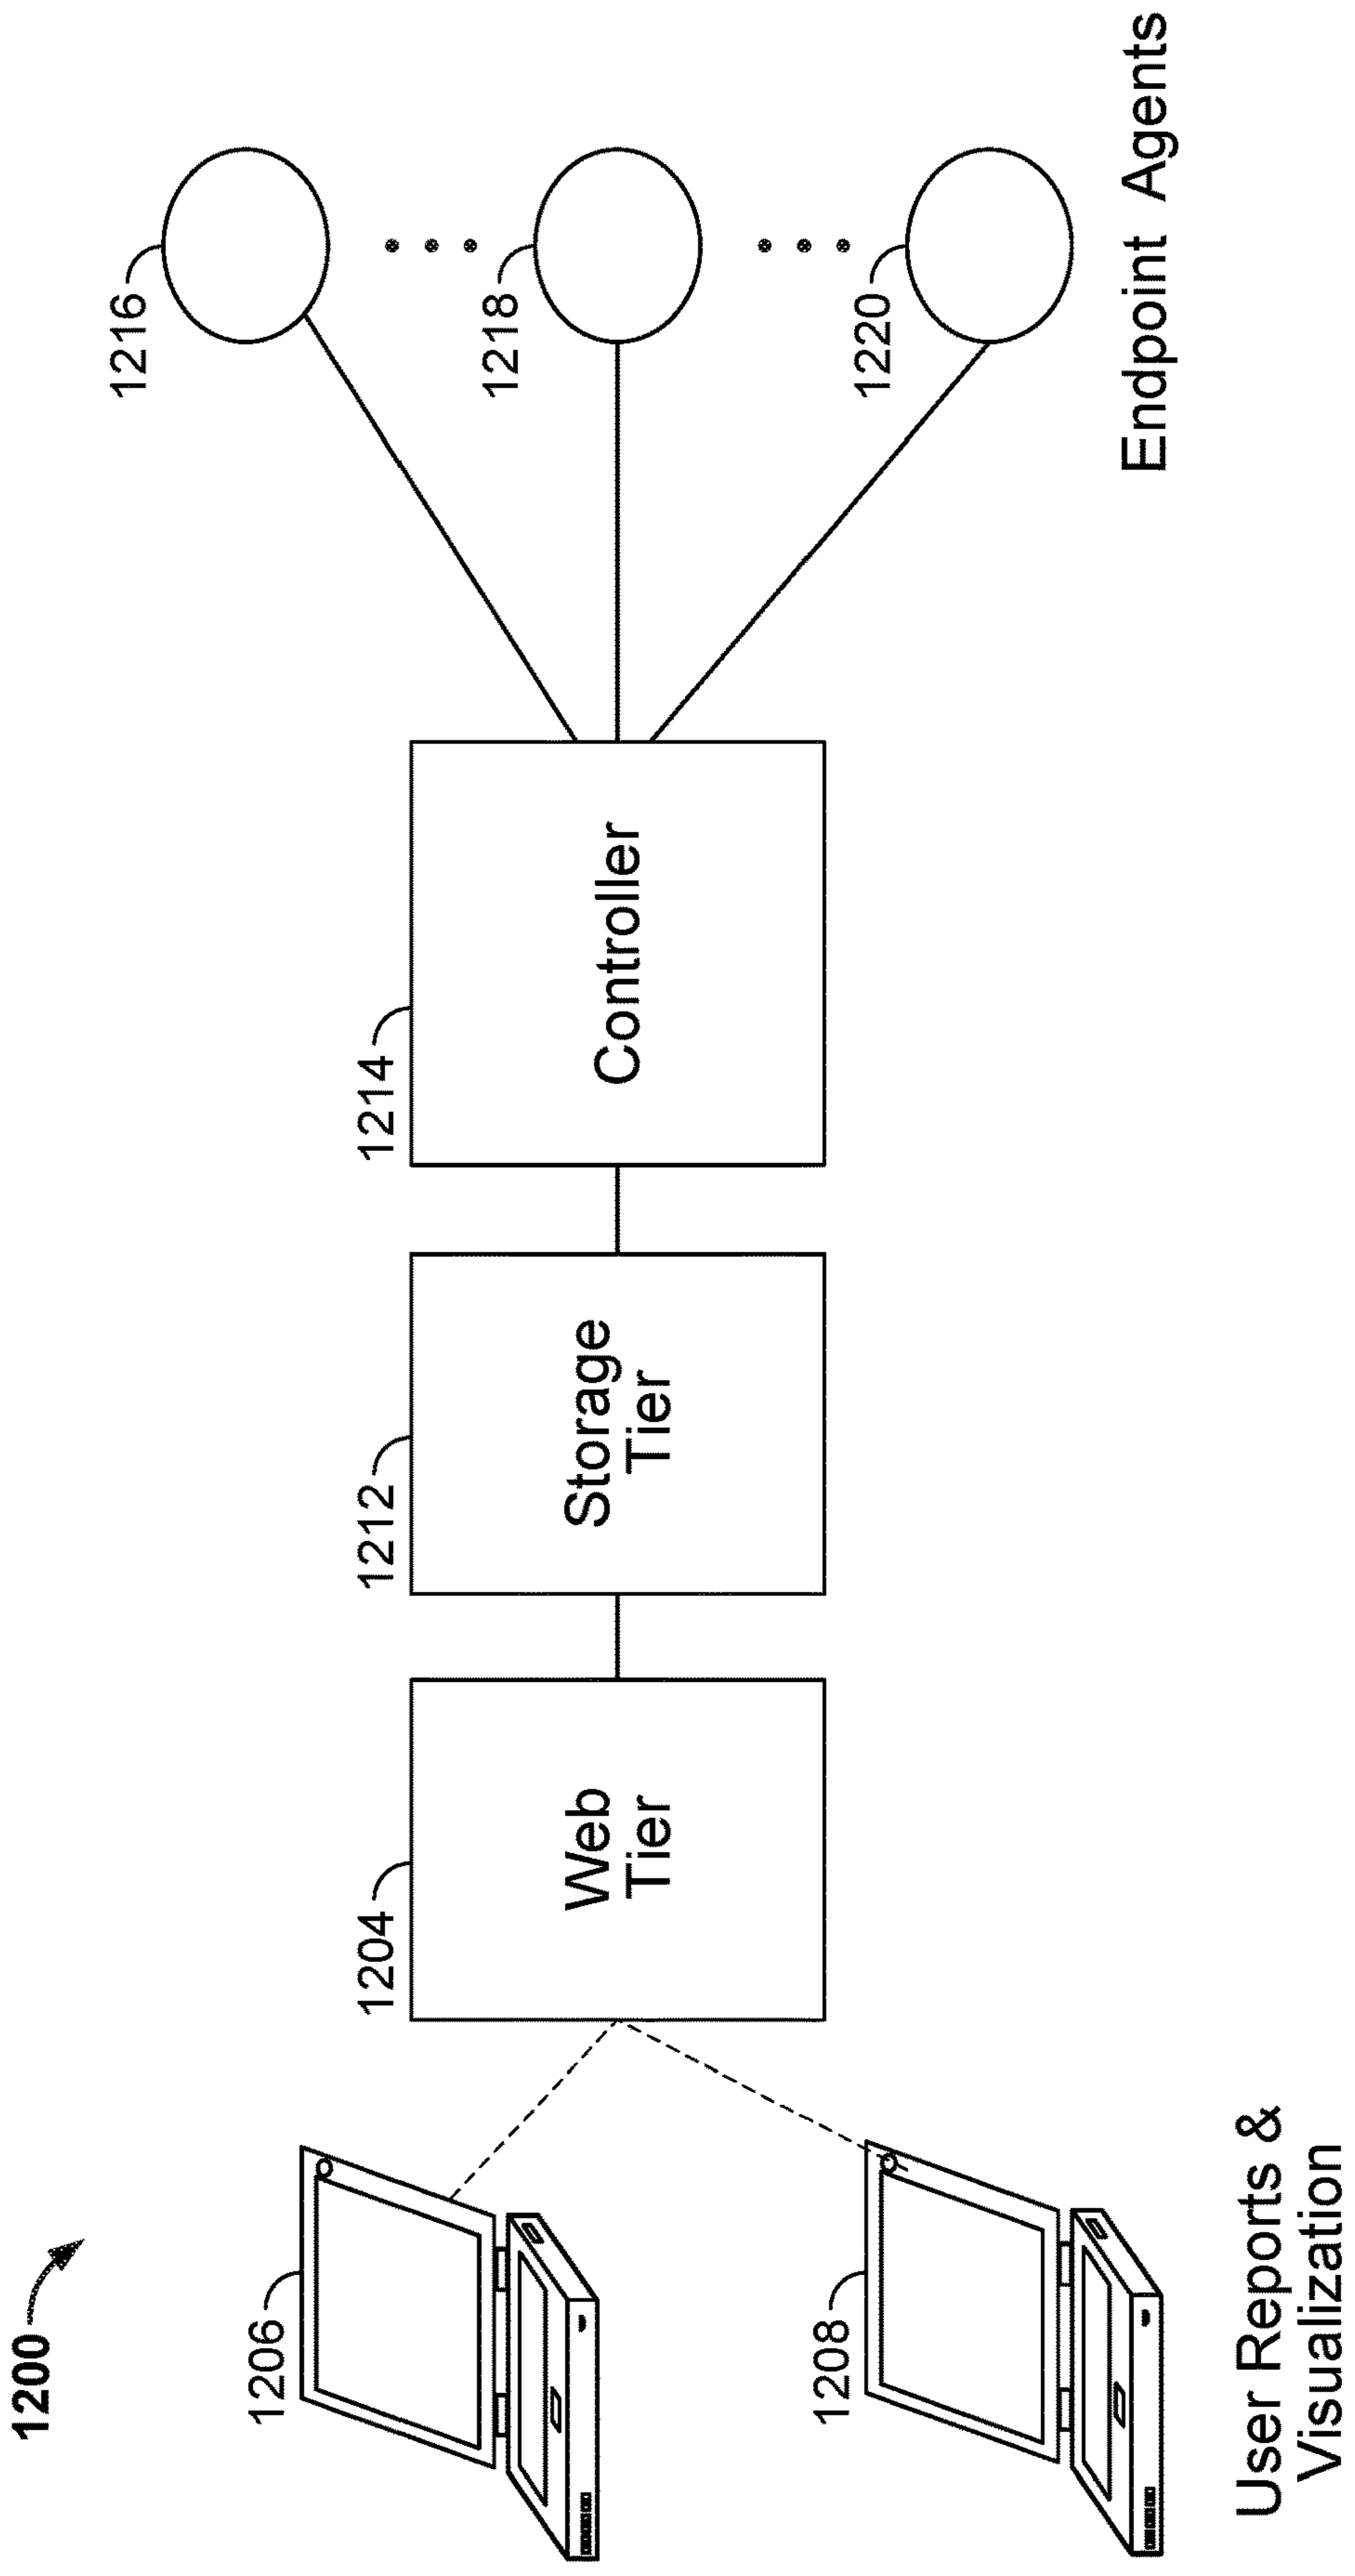 1200
1206
1208
User Reports &
Visualization
1204
Web
Tier
1212
Storage
Tier
1214
Controller
1216
1218
1220
Endpoint Agents